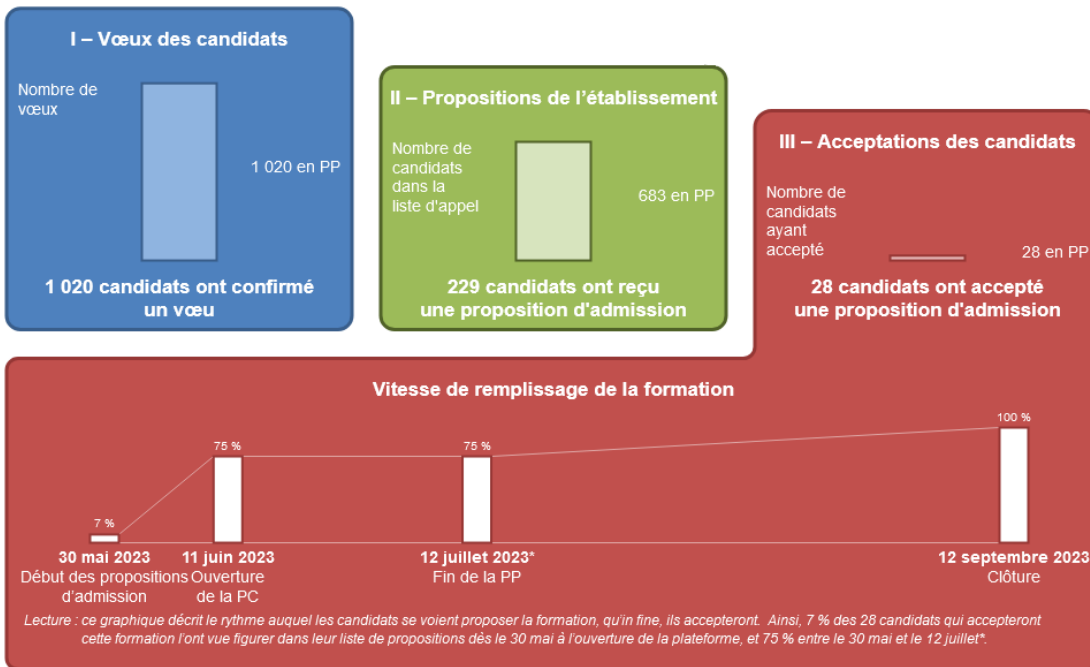 I – Vœux des candidats
Nombre de
vœux
1 020 en PP
1 020 candidats ont confirmé
un vœu
II – Propositions de l'établissement
Nombre de
candidats
dans la
liste d'appel
683 en PP
229 candidats ont reçu
une proposition d'admission
III – Acceptations des candidats
Nombre de
candidats
ayant
accepté
28 en PP
28 candidats ont accepté
une proposition d'admission
Vitesse de remplissage de la formation
7 %
75 %
75 %
100 %
30 mai 2023
Début des propositions
d'admission
11 juin 2023
Ouverture
de la PC
12 juillet 2023*
Fin de la PP
12 septembre 2023
Clôture
Lecture : ce graphique décrit le rythme auquel les candidats se voient proposer la formation, qu'in fine, ils accepteront. Ainsi, 7 % des 28 candidats qui accepteront
cette formation l'ont vue figurer dans leur liste de propositions dès le 30 mai à l'ouverture de la plateforme, et 75 % entre le 30 mai et le 12 juillet*.